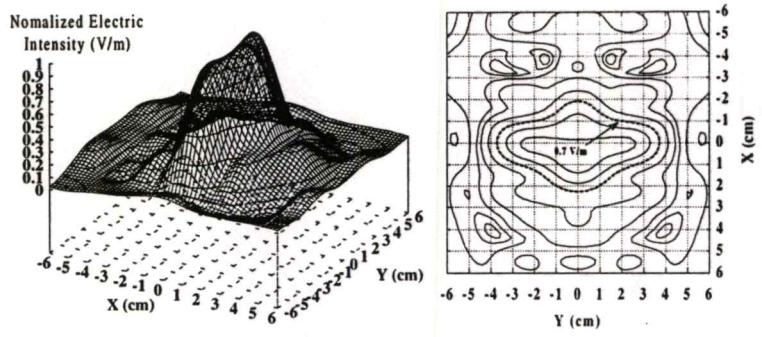 Nomalized Electric
Intensity (V/m)
1
0.9
0.8
0.7
0.6
0.5
0.4
0.3
0.2
0.1
0
-6 -5 -4 -3 -2 -1 0 1 2 3 4 5 6
X (cm)
-6 -5 -4 -3 -2 -1 0 1 2 3 4 5 6
Y (cm)
-6
-5
-4
-3
-2
-1
0
1
2
3
4
5
6
X (cm)
0.7 V/m
-6 -5 -4 -3 -2 -1 0 1 2 3 4 5 6
Y (cm)